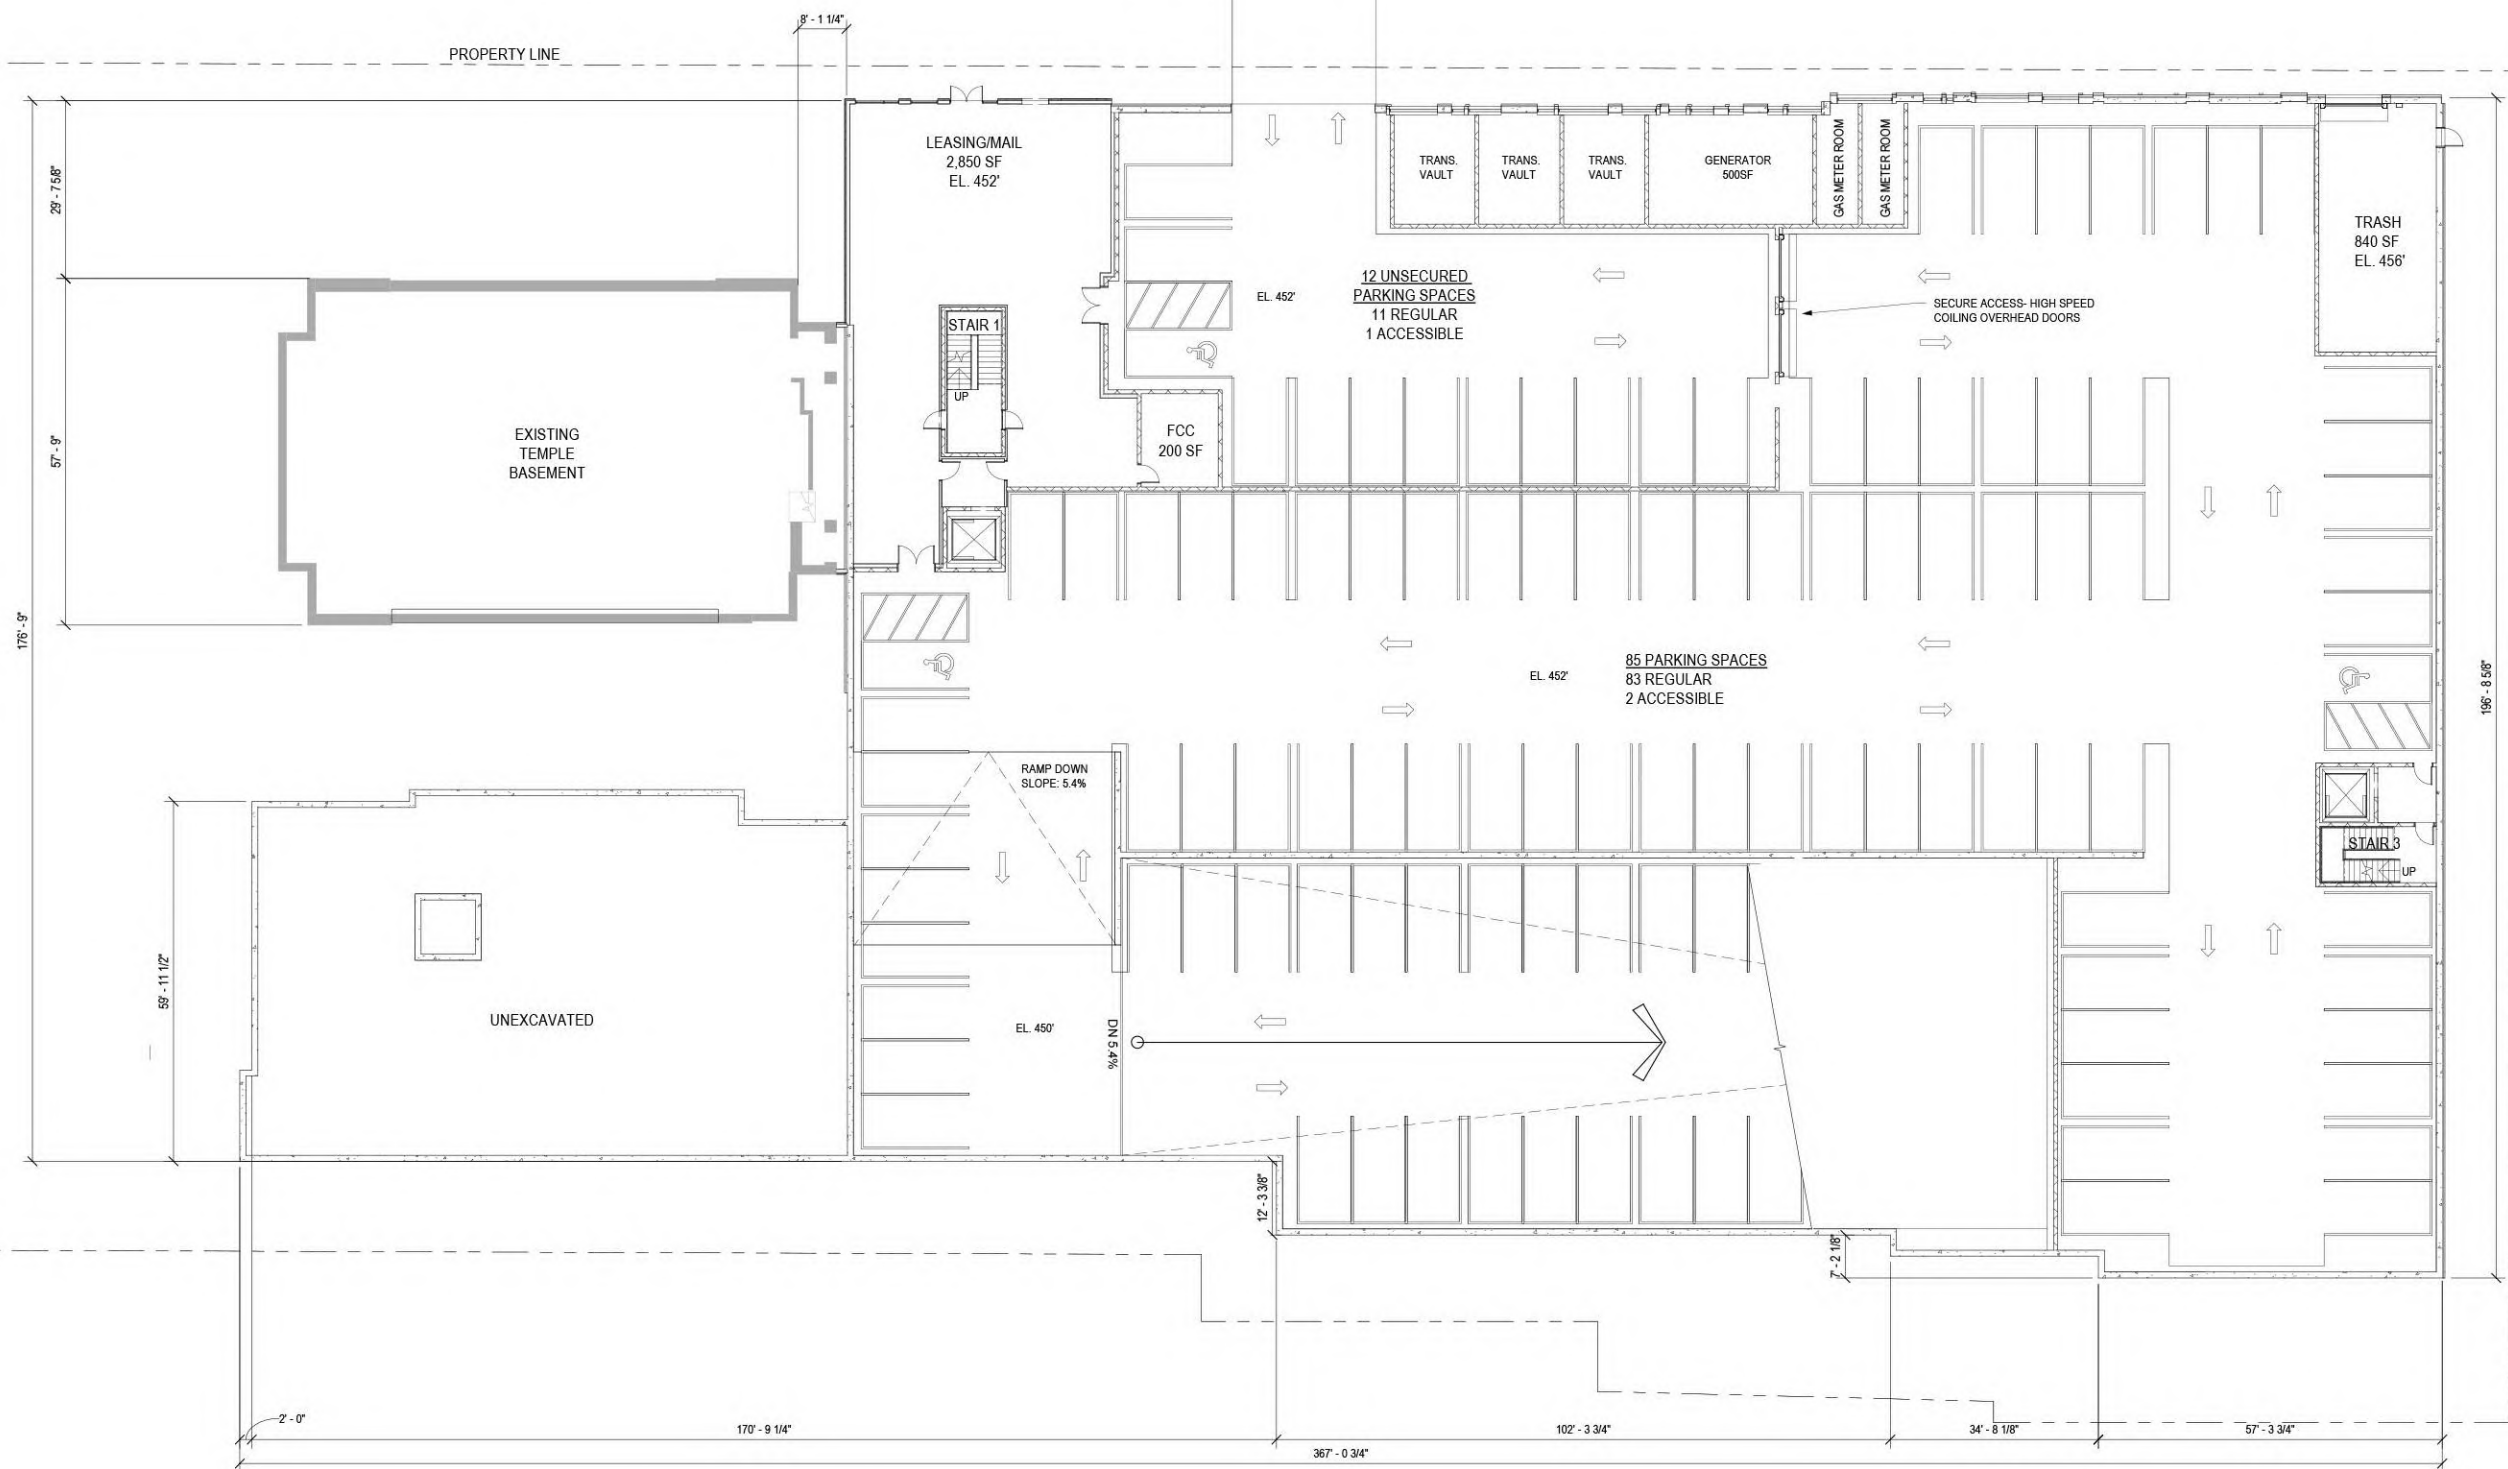 8' - 1 1/4"
PROPERTY LINE
29' - 7 5/8"
57' - 9"
176' - 9"
59' - 11 1/2"
LEASING/MAIL
2,850 SF
EL. 452'
STAIR 1
UP
FCC
200 SF
EXISTING
TEMPLE
BASEMENT
TRANS.
VAULT
TRANS.
VAULT
TRANS.
VAULT
GENERATOR
500SF
GAS METER ROOM
GAS METER ROOM
TRASH
840 SF
EL. 456'
EL. 452'
12 UNSECURED
PARKING SPACES
11 REGULAR
1 ACCESSIBLE
SECURE ACCESS- HIGH SPEED
COILING OVERHEAD DOORS
EL. 452'
85 PARKING SPACES
83 REGULAR
2 ACCESSIBLE
196' - 8 5/8"
RAMP DOWN
SLOPE: 5.4%
STAIR 3
UP
UNEXCAVATED
EL. 450'
DN 5.4%
12' - 3 3/8"
7' - 2 1/8"
2' - 0"
170' - 9 1/4"
102' - 3 3/4"
34' - 8 1/8"
57' - 3 3/4"
367' - 0 3/4"